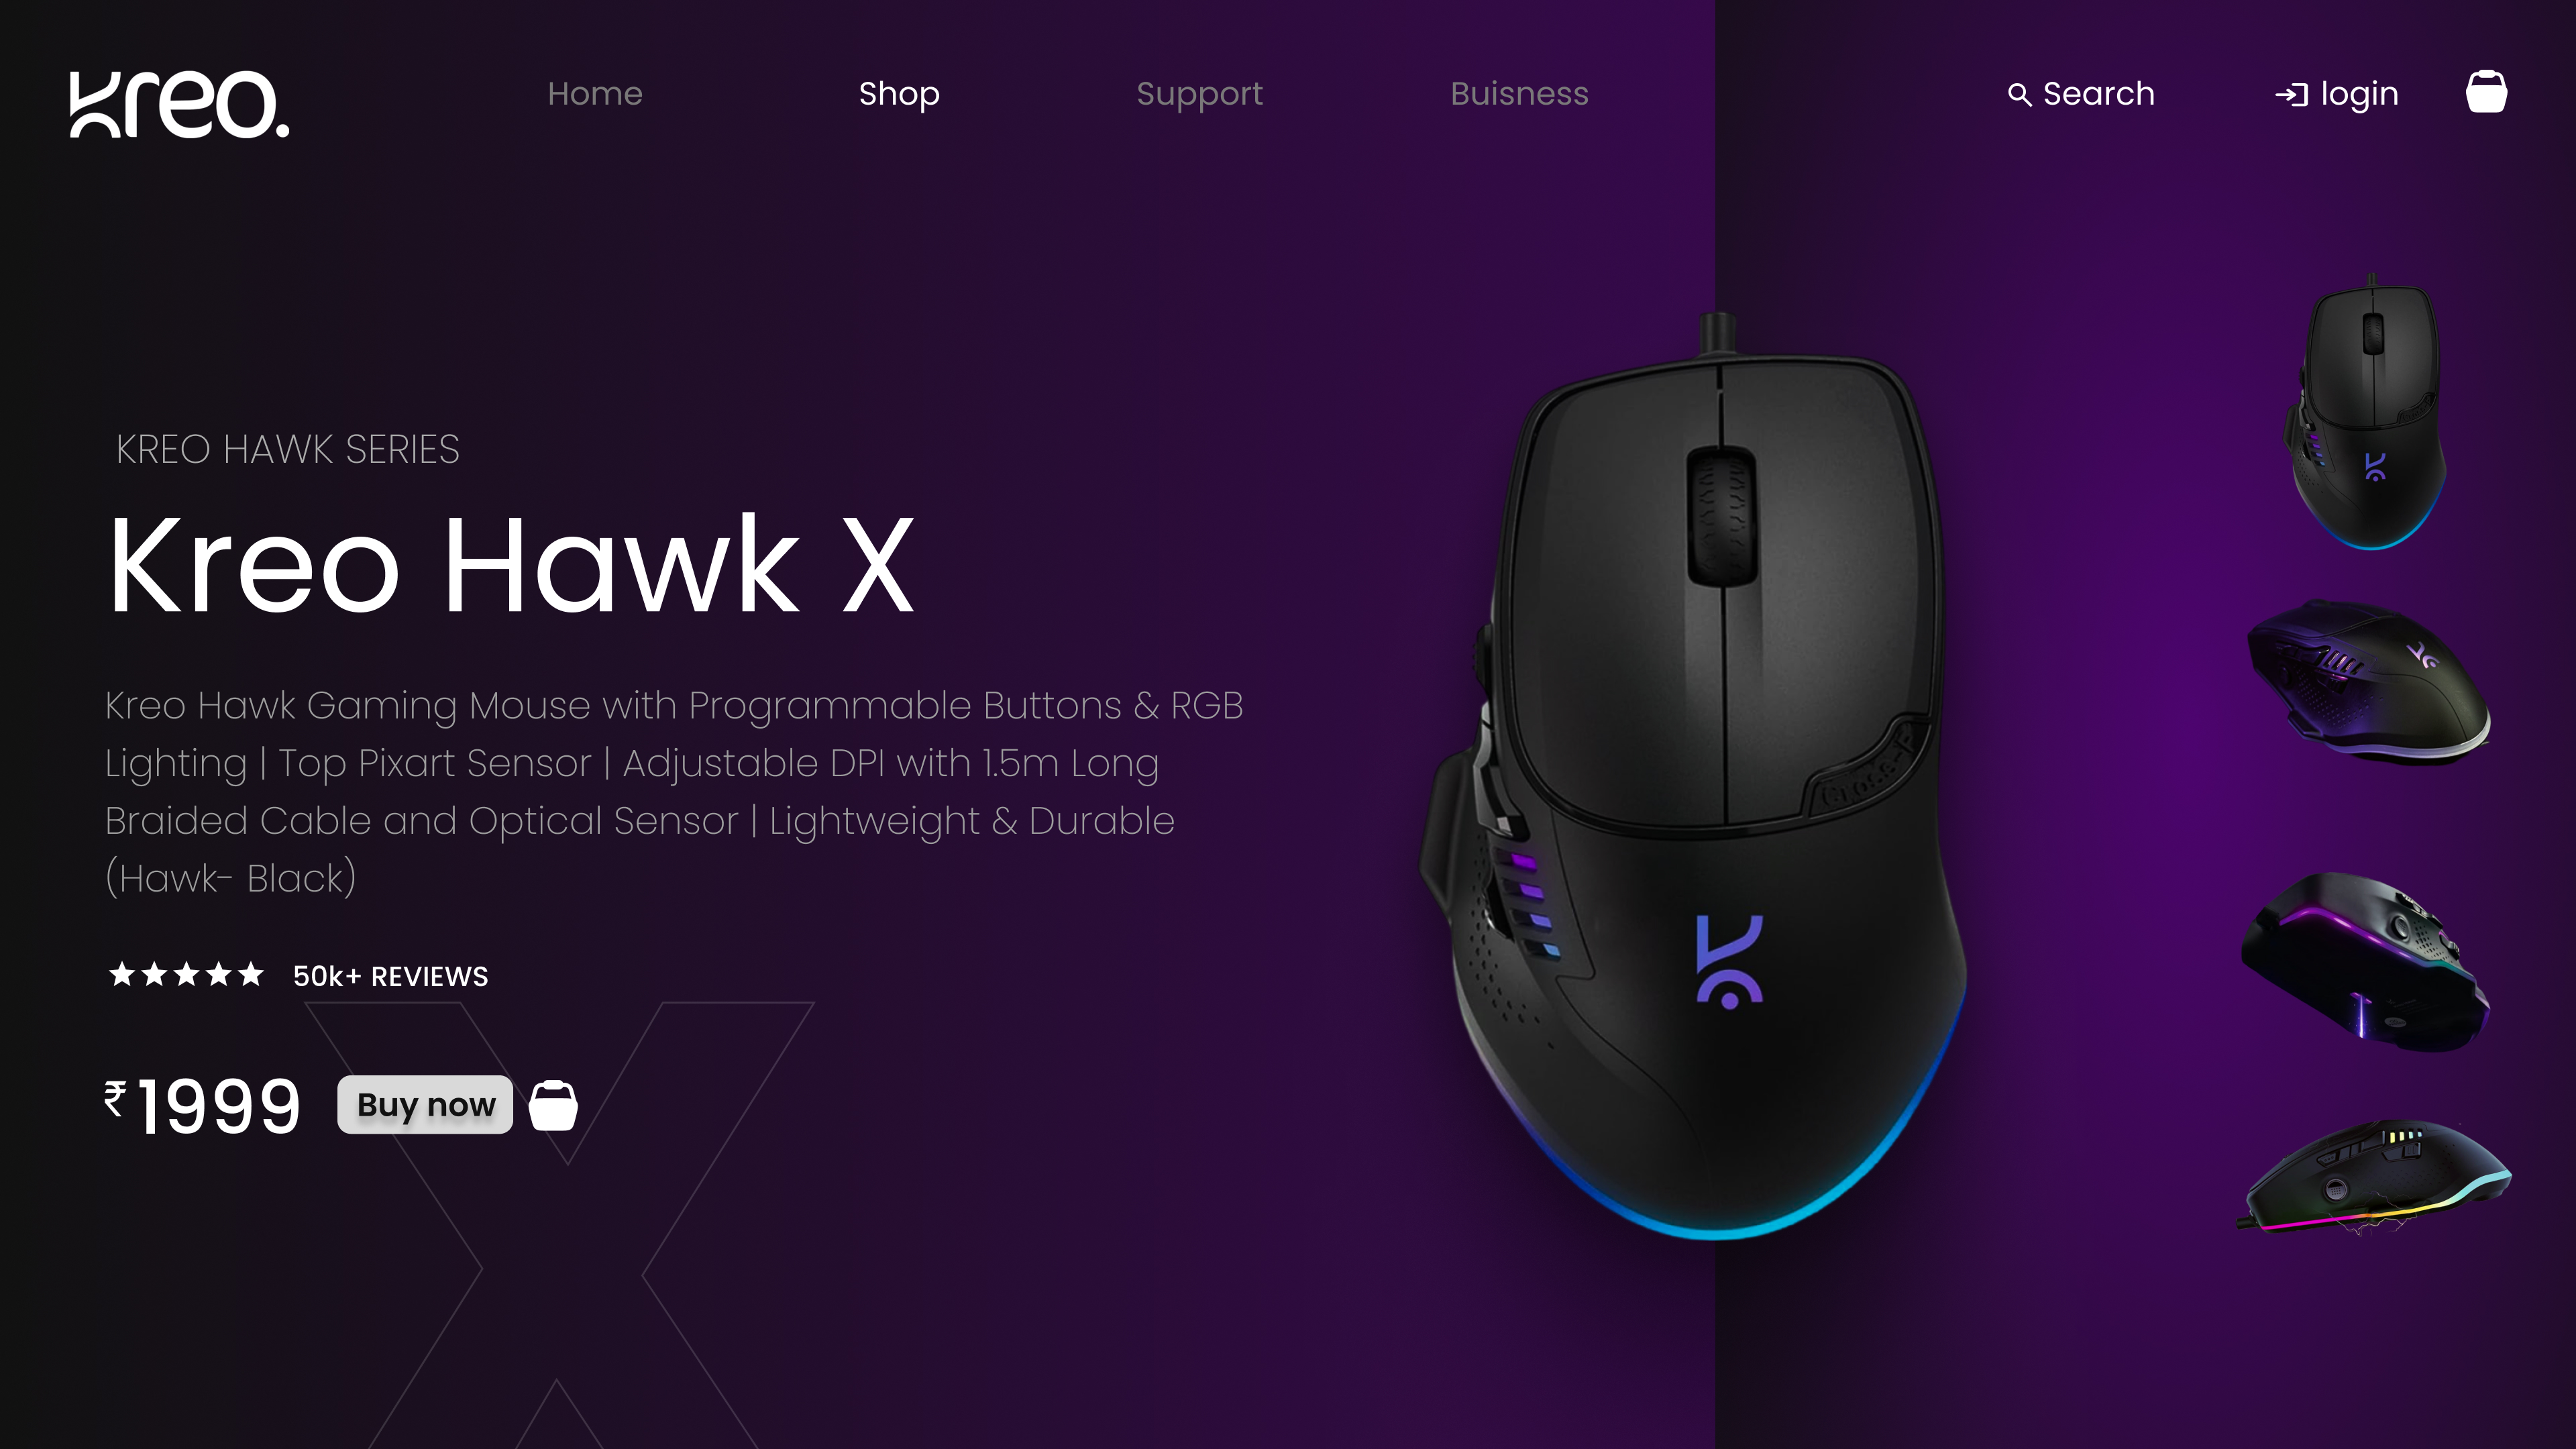 kreo.
Home
Shop
Support
Buisness
Search
login
KREO HAWK SERIES
Kreo Hawk X
Kreo Hawk Gaming Mouse with Programmable Buttons & RGB
Lighting | Top Pixart Sensor | Adjustable DPI with 1.5m Long
Braided Cable and Optical Sensor | Lightweight & Durable
(Hawk- Black)
50k+ REVIEWS
₹1999
Buy now
X